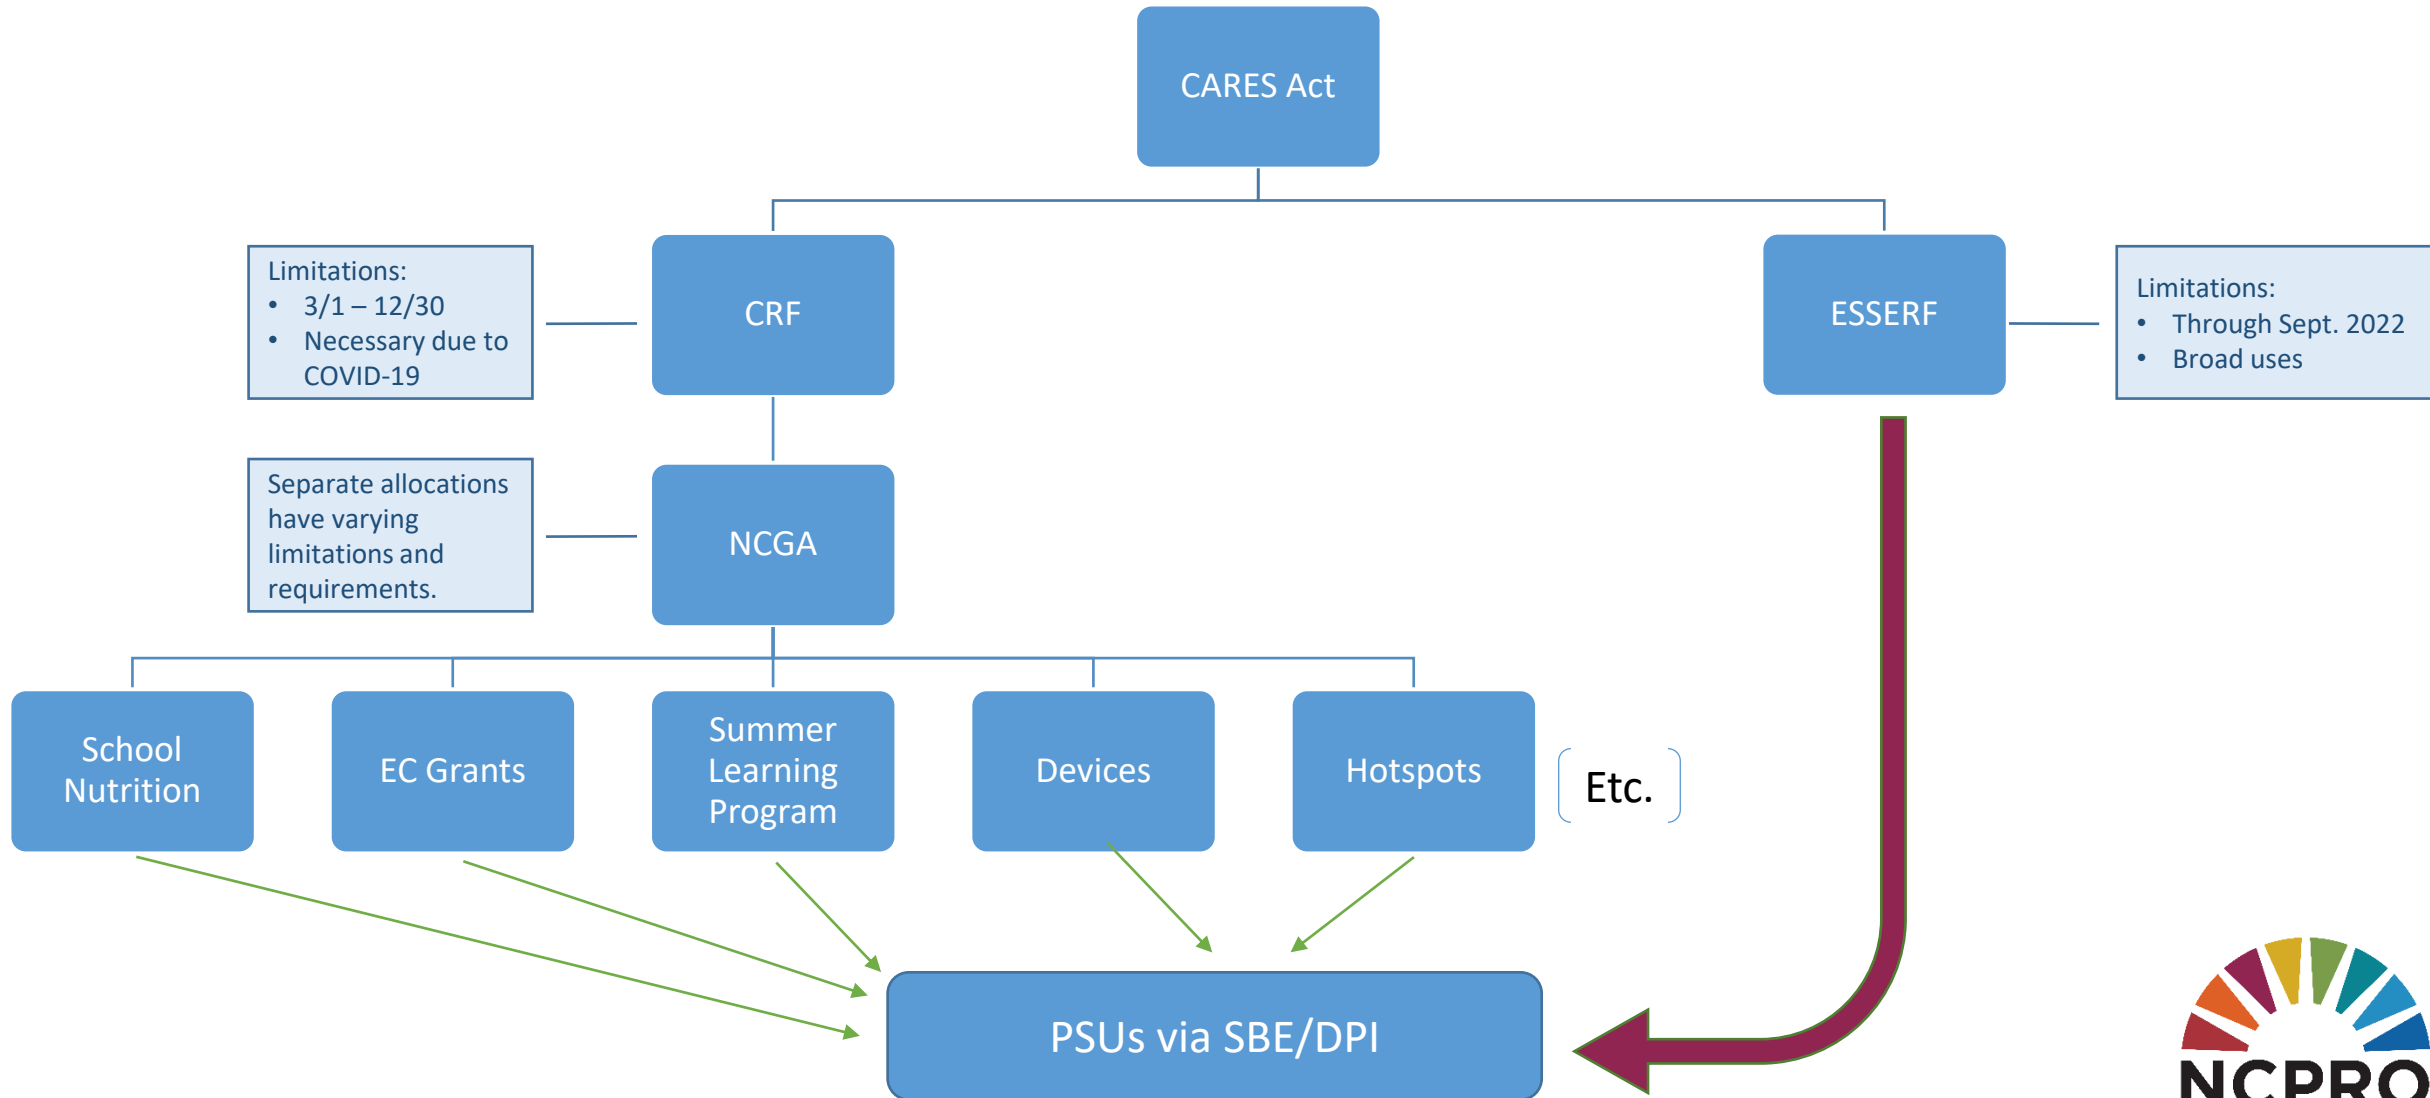 CARES Act
Limitations:
• 3/1 – 12/30
• Necessary due to
COVID-19
CRF
ESSERF
Limitations:
• Through Sept. 2022
• Broad uses
Separate allocations
have varying
limitations and
requirements.
NCGA
School
Nutrition
EC Grants
Summer
Learning
Program
Devices
Hotspots
Etc.
PSUs via SBE/DPI
NCPRO